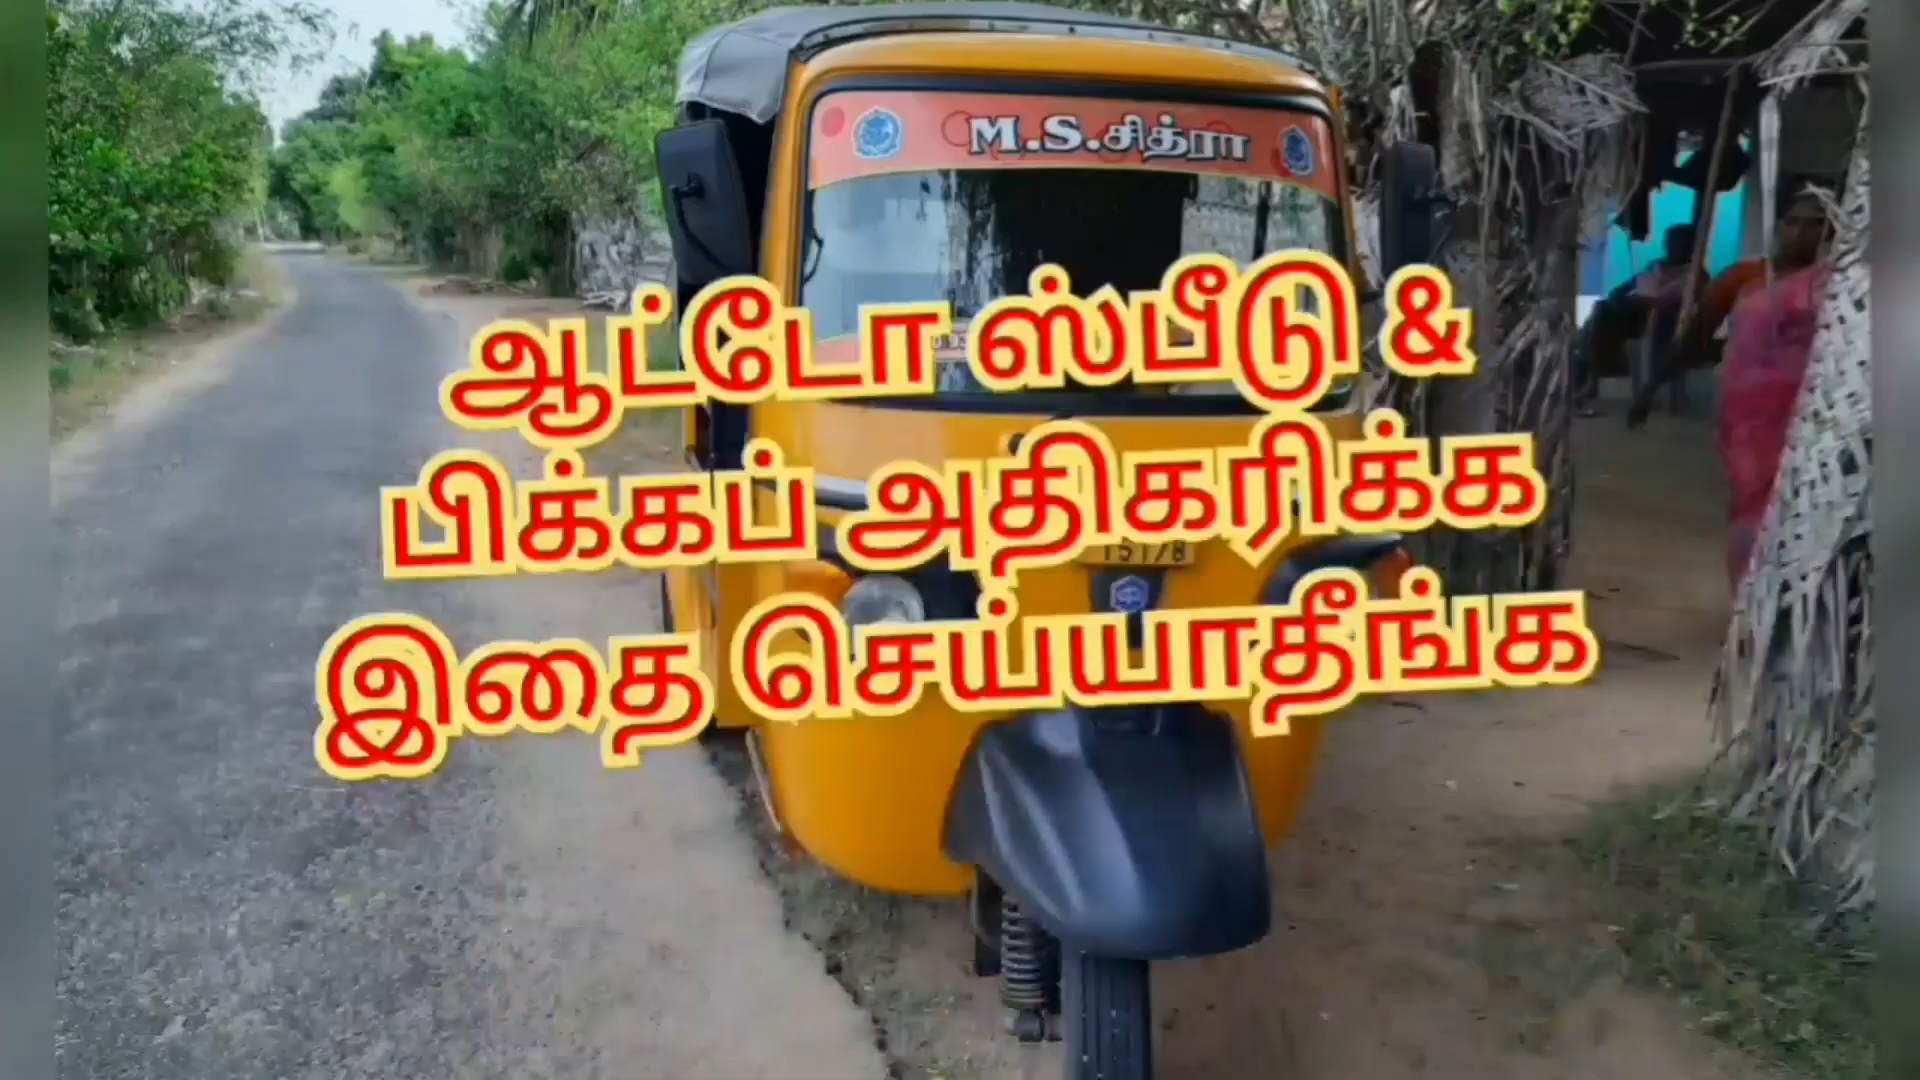 M.S.சித்ரா
ஆட்டோ ஸ்பீடு &
பிக்கப் அதிகரிக்க
இதை செய்யாதீங்க